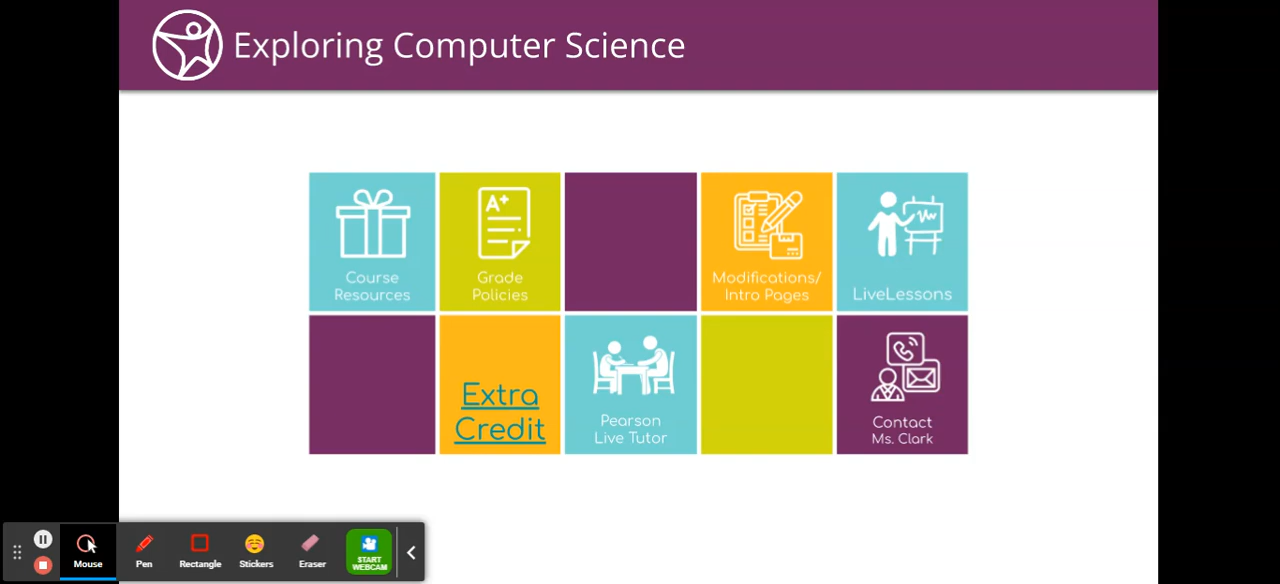 Exploring Computer Science
Course
Resources
A+
Grade
Policies
Modifications/
Intro Pages
LiveLessons
Extra
Credit
Pearson
Live Tutor
Contact
Ms. Clark
Mouse
Pen
Rectangle
Stickers
Eraser
START
WEBCAM